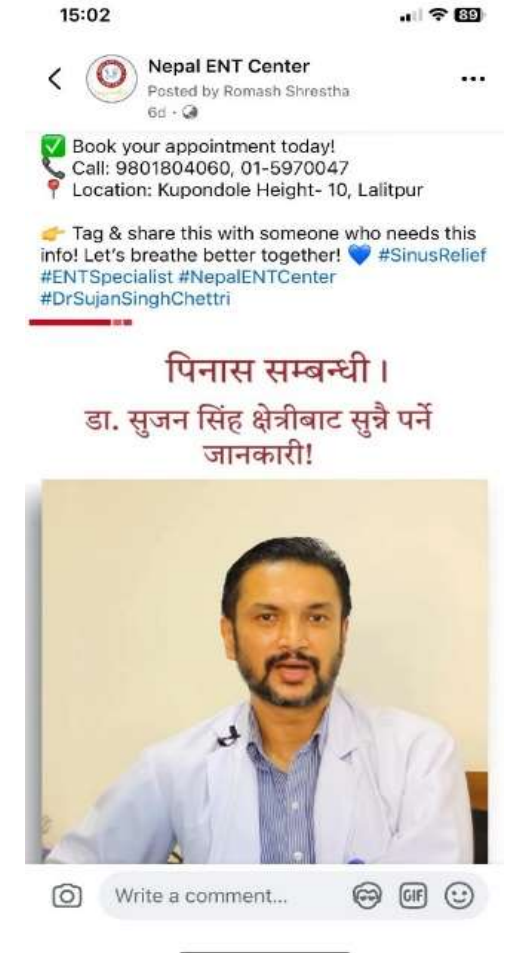 15:02
89
Nepal ENT Center
Posted by Romash Shrestha
6d ·
Book your appointment today!
Call: 9801804060, 01-5970047
Location: Kupondole Height- 10, Lalitpur
Tag & share this with someone who needs this
info! Let's breathe better together! 💙 #SinusRelief
#ENTSpecialist #NepalENTCenter
#DrSujanSinghChettri
पिनास सम्बन्धी।
डा. सुजन सिंह क्षेत्रीबाट सुन्नै पर्ने
जानकारी!
Write a comment...
GIF